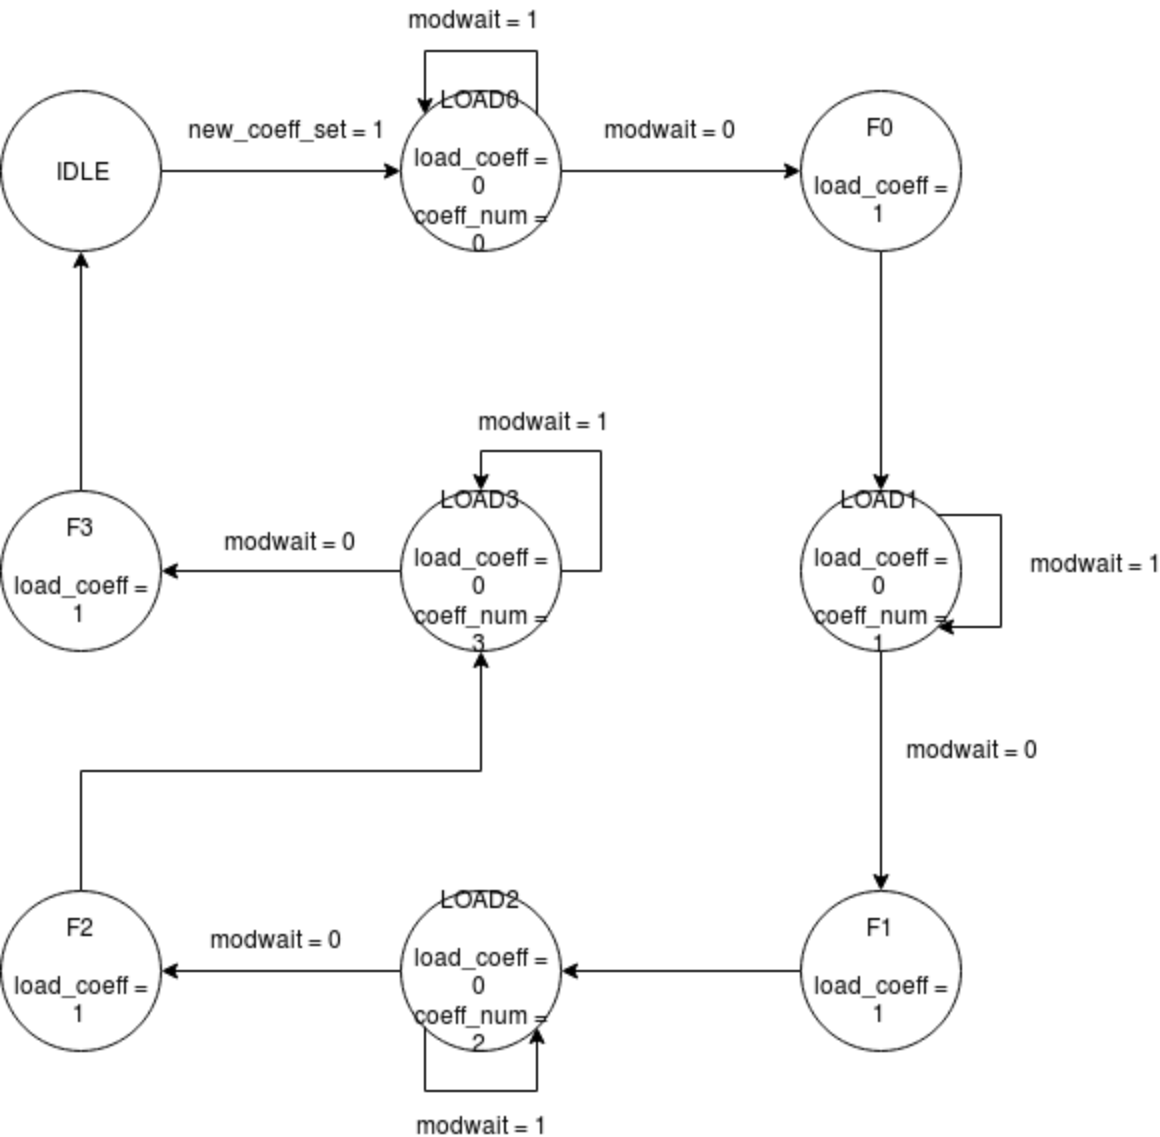 modwait = 1
LOAD0
load_coeff =
0
coeff_num =
0
IDLE
new_coeff_set = 1
modwait = 0
F0
load_coeff =
1
modwait = 1
F3
load_coeff =
1
modwait = 0
LOAD3
load_coeff =
0
coeff_num =
3
LOAD1
load_coeff =
0
coeff_num =
1
modwait = 1
modwait = 0
F2
load_coeff =
1
modwait = 0
LOAD2
load_coeff =
0
coeff_num =
2
F1
load_coeff =
1
modwait = 1